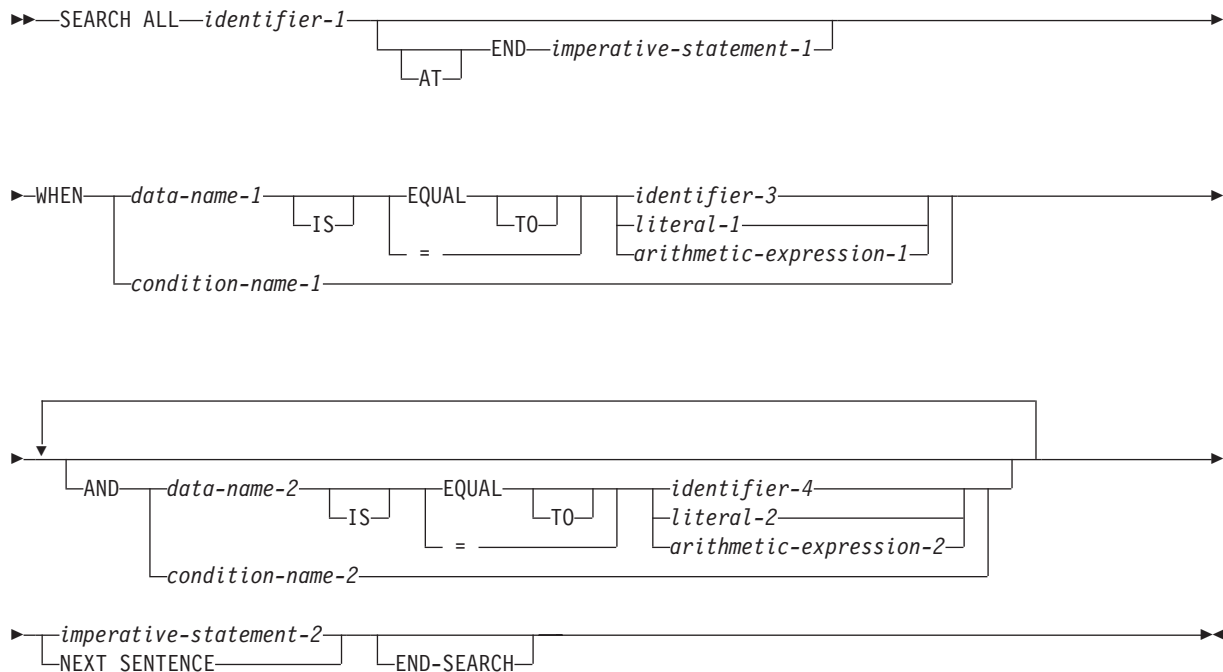 SEARCH ALL identifier-1
END imperative-statement-1
AT
WHEN data-name-1 EQUAL identifier-3
IS TO literal-1
= arithmetic-expression-1
condition-name-1
AND data-name-2 EQUAL identifier-4
IS TO literal-2
= arithmetic-expression-2
condition-name-2
imperative-statement-2
NEXT SENTENCE END-SEARCH